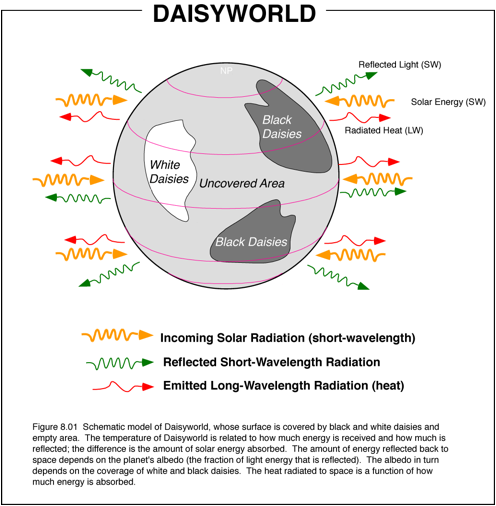 DAISYWORLD
NP
Reflected Light (SW)
Solar Energy (SW)
Radiated Heat (LW)
Black
Daisies
White
Daisies
Uncovered Area
Black Daisies
Incoming Solar Radiation (short-wavelength)
Reflected Short-Wavelength Radiation
Emitted Long-Wavelength Radiation (heat)
Figure 8.01 Schematic model of Daisyworld, whose surface is covered by black and white daisies and
empty area. The temperature of Daisyworld is related to how much energy is received and how much is
reflected; the difference is the amount of solar energy absorbed. The amount of energy reflected back to
space depends on the planet's albedo (the fraction of light energy that is reflected). The albedo in turn
depends on the coverage of white and black daisies. The heat radiated to space is a function of how
much energy is absorbed.